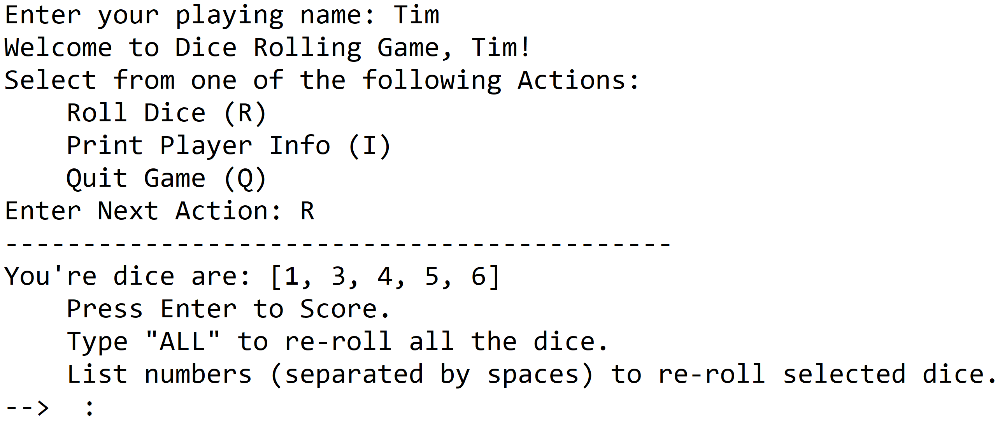 Enter your playing name: Tim
Welcome to Dice Rolling Game, Tim!
Select from one of the following Actions:
    Roll Dice (R)
    Print Player Info (I)
    Quit Game (Q)
Enter Next Action: R
-------------------------------------------
You're dice are: [1, 3, 4, 5, 6]
    Press Enter to Score.
    Type "ALL" to re-roll all the dice.
    List numbers (separated by spaces) to re-roll selected dice.
-->  :